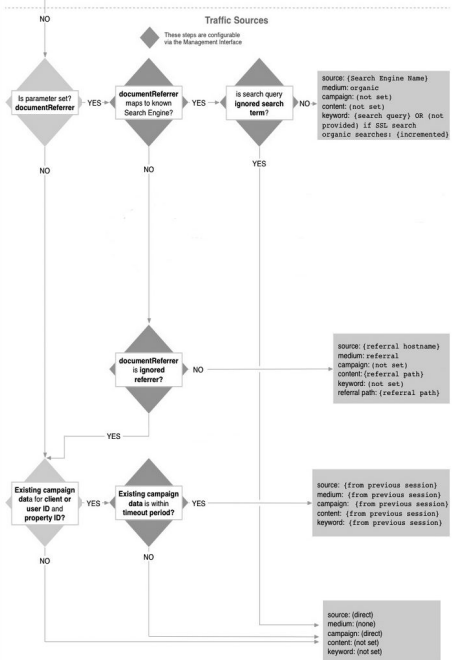 NO
Traffic Sources
These steps are configurable
via the Management Interface
Is parameter set?
documentReferrer
YES
documentReferrer
maps to known
Search Engine?
YES
is search query
ignored search
term?
NO
source: {Search Engine Name}
medium: organic
campaign: (not set)
content: (not set)
keyword: {search query} OR (not
provided) if SSL search
organic searches: {incremented}
NO
NO
YES
documentReferrer
is ignored
referrer?
NO
source: {referral hostname}
medium: referral
campaign: (not set)
content: {referral path}
keyword: (not set)
referral path: {referral path}
YES
Existing campaign
data for client or
user ID and
property ID?
YES
Existing campaign
data is within
timeout period?
YES
source: {from previous session}
medium: {from previous session}
campaign: {from previous session}
content: {from previous session}
keyword: {from previous session}
NO
NO
source: (direct)
medium: (none)
campaign: (direct)
content: (not set)
keyword: (not set)